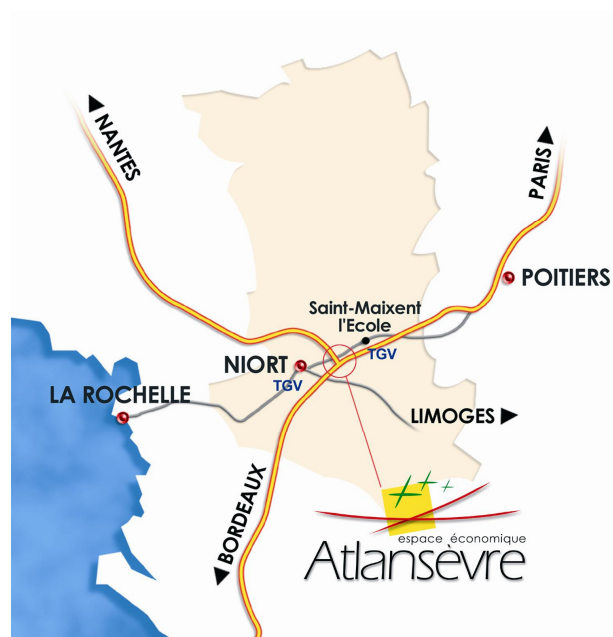 NANTES
PARIS
POITIERS
Saint-Maixent
l'Ecole
TGV
NIORT
TGV
LA ROCHELLE
LIMOGES
BORDEAUX
espace économique
Atlansèvre